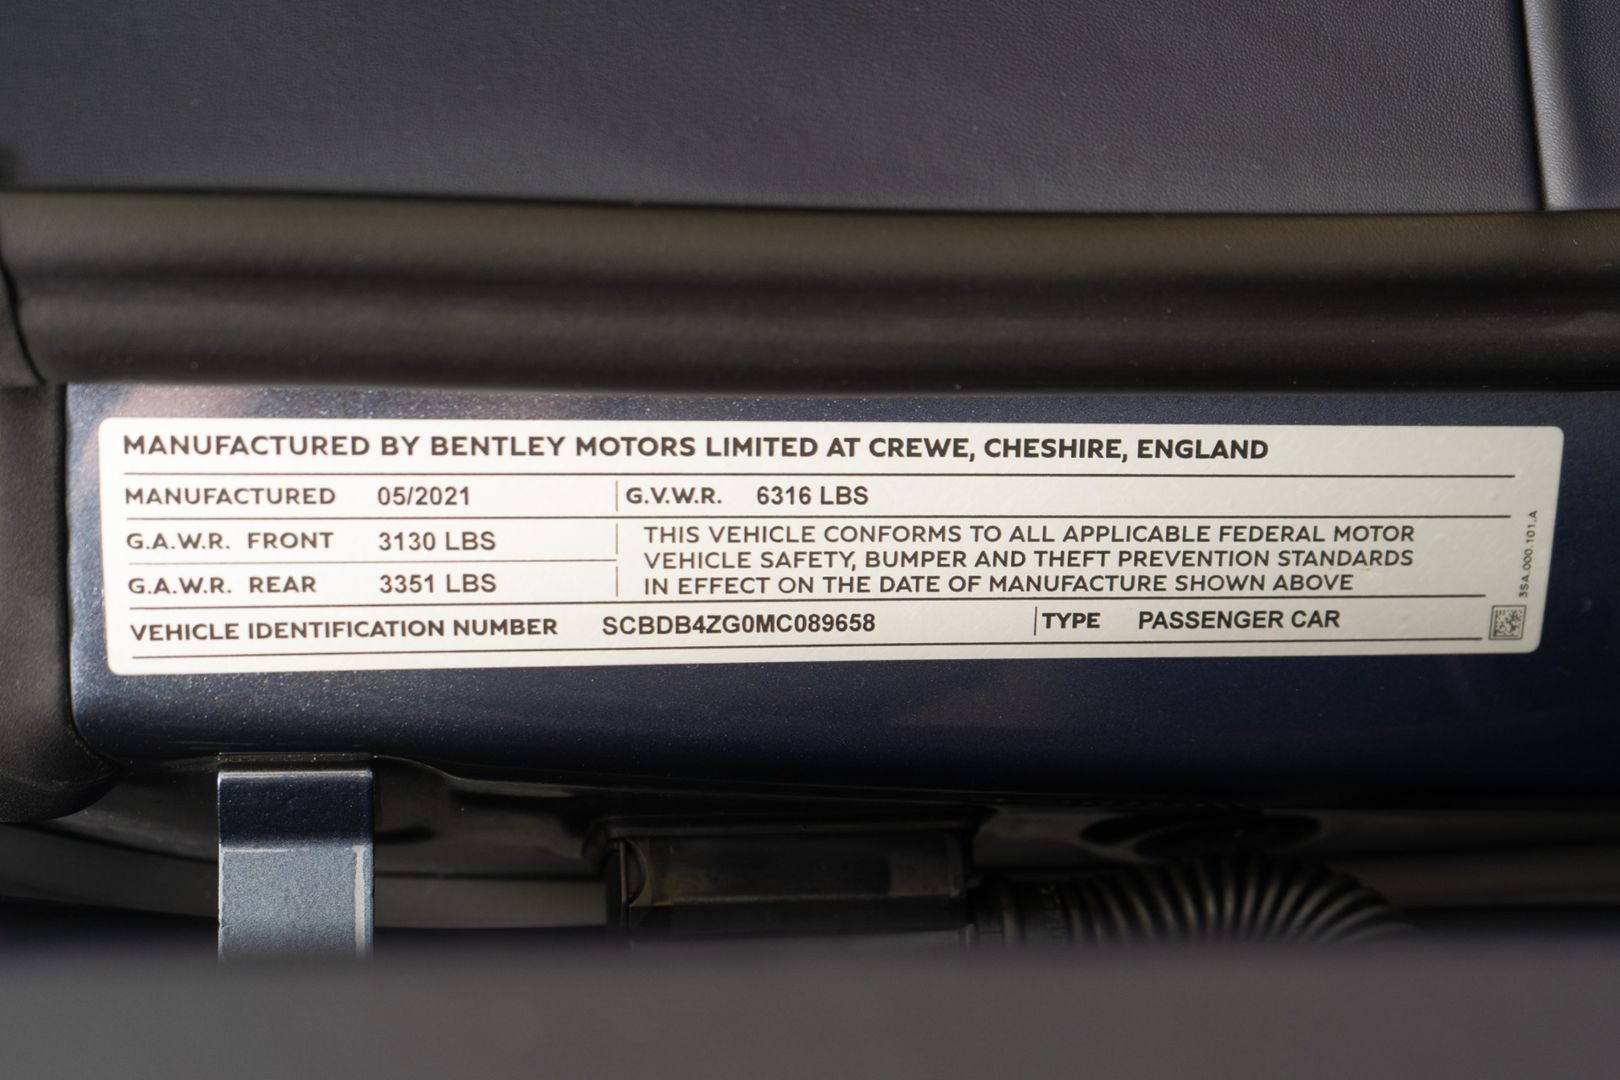 MANUFACTURED BY BENTLEY MOTORS LIMITED AT CREWE, CHESHIRE, ENGLAND
MANUFACTURED 05/2021 G.V.W.R. 6316 LBS
G.A.W.R. FRONT 3130 LBS
G.A.W.R. REAR 3351 LBS
THIS VEHICLE CONFORMS TO ALL APPLICABLE FEDERAL MOTOR
VEHICLE SAFETY, BUMPER AND THEFT PREVENTION STANDARDS
IN EFFECT ON THE DATE OF MANUFACTURE SHOWN ABOVE
VEHICLE IDENTIFICATION NUMBER SCBDB4ZG0MC089658 TYPE PASSENGER CAR
3SA.000.101.A